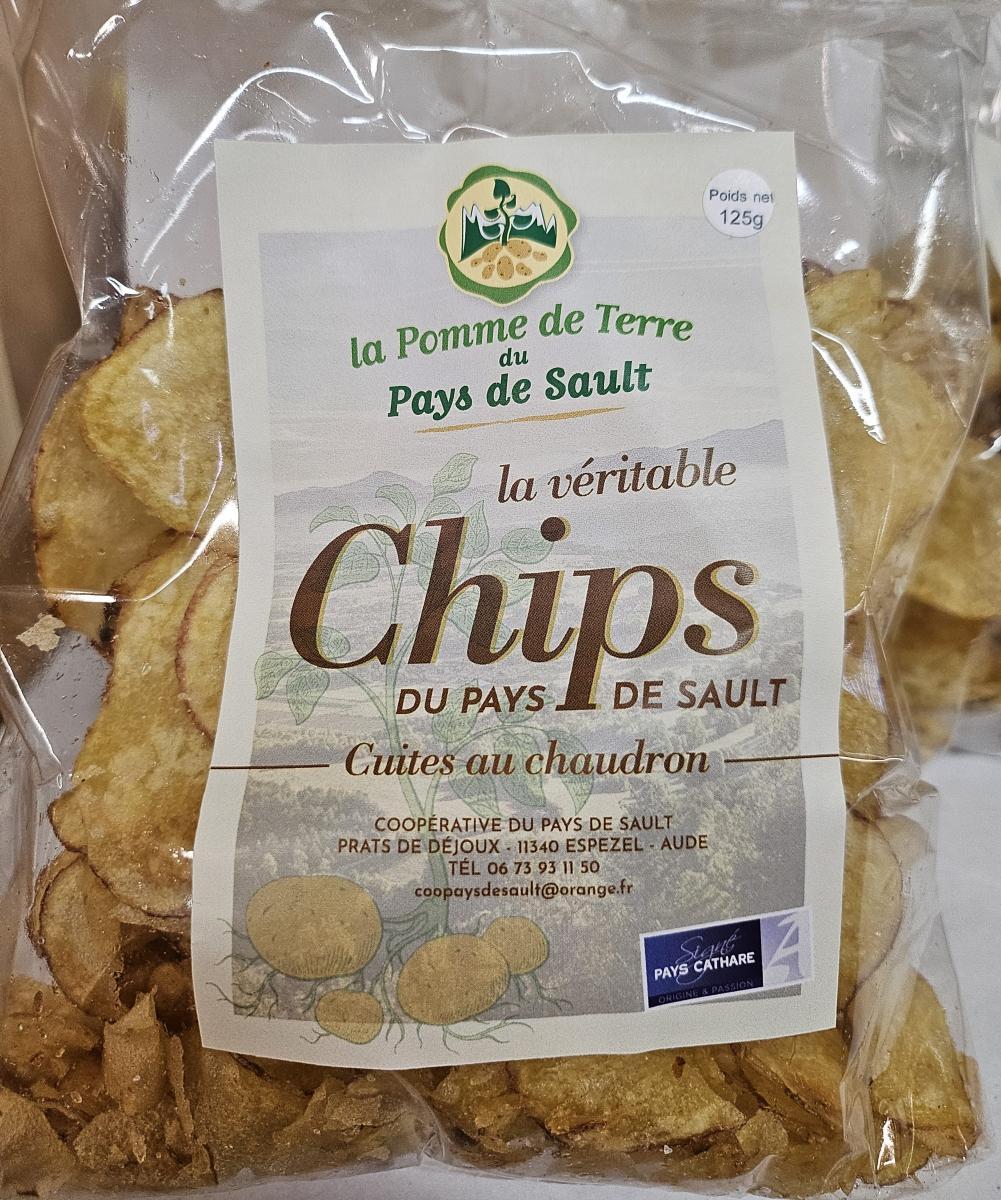 Poids net
125g
la Pomme de Terre
du
Pays de Sault
la véritable
Chips
DU PAYS DE SAULT
Cuites au chaudron
COOPÉRATIVE DU PAYS DE SAULT
PRATS DE DÉJOUX - 11340 ESPEZEL - AUDE
TÉL 06 73 93 11 50
coopaysdesault@orange.fr
Signé
PAYS CATHARE
ORIGINE & PASSION